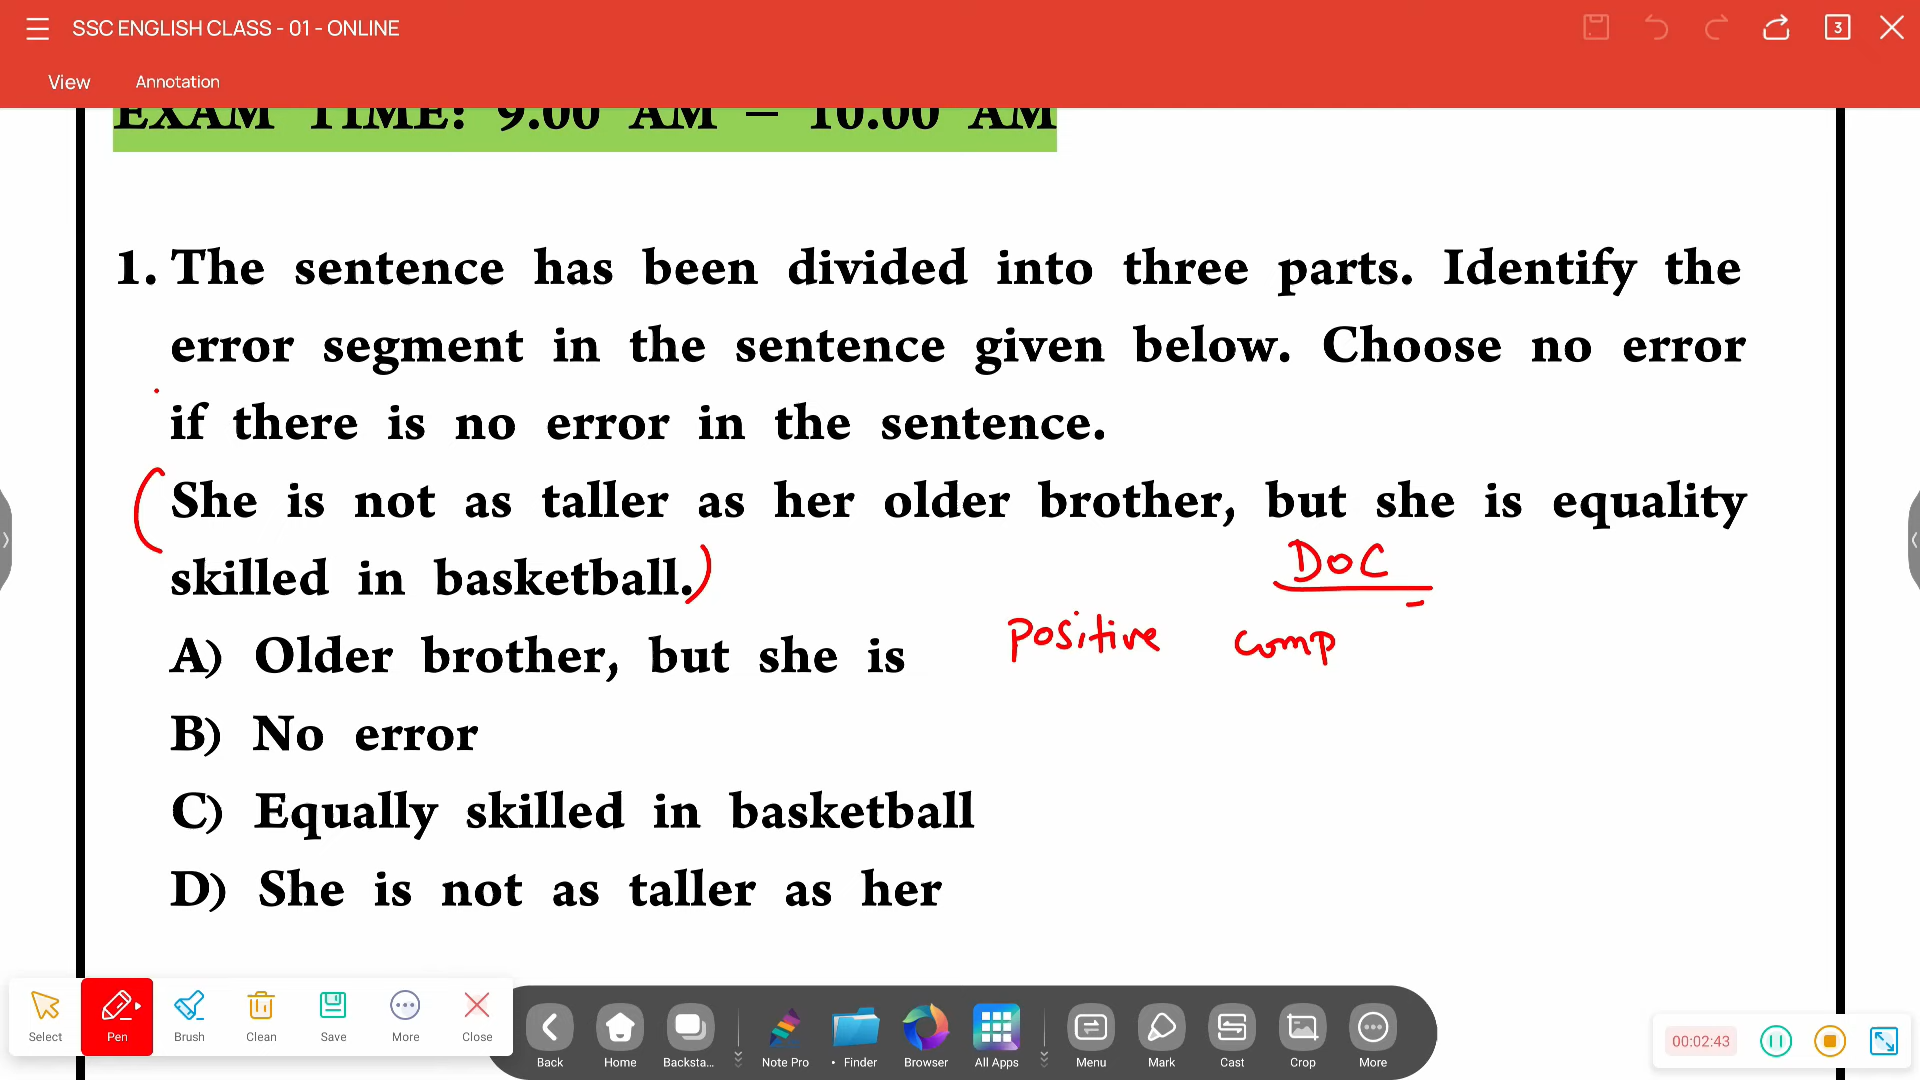 SSC ENGLISH CLASS - 01 - ONLINE
3
View Annotation
EXAM TIME: 9.00 AM – 10.00 AM
1. The sentence has been divided into three parts. Identify the
error segment in the sentence given below. Choose no error
if there is no error in the sentence.
She is not as taller as her older brother, but she is equality
skilled in basketball.
DOC
positive comp
A) Older brother, but she is
B) No error
C) Equally skilled in basketball
D) She is not as taller as her
Select Pen Brush Clean Save More Close
Back Home Backsta... Note Pro Finder Browser All Apps Menu Mark Cast Crop More
00:02:43